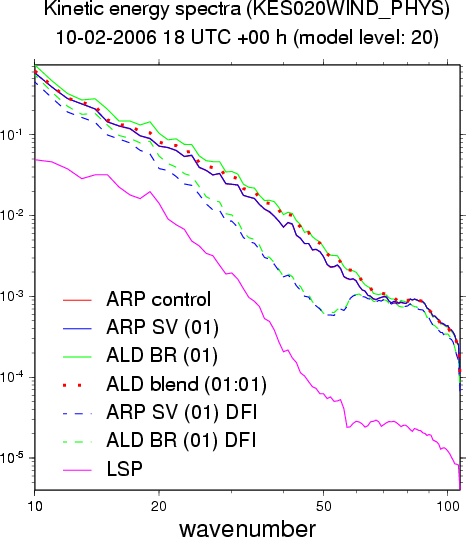 Kinetic energy spectra (KES020WIND_PHYS)
10-02-2006 18 UTC +00 h (model level: 20)
10-1
10-2
10-3
10-4
10-5
ARP control
ARP SV (01)
ALD BR (01)
ALD blend (01:01)
ARP SV (01) DFI
ALD BR (01) DFI
LSP
10 20 50 100
wavenumber